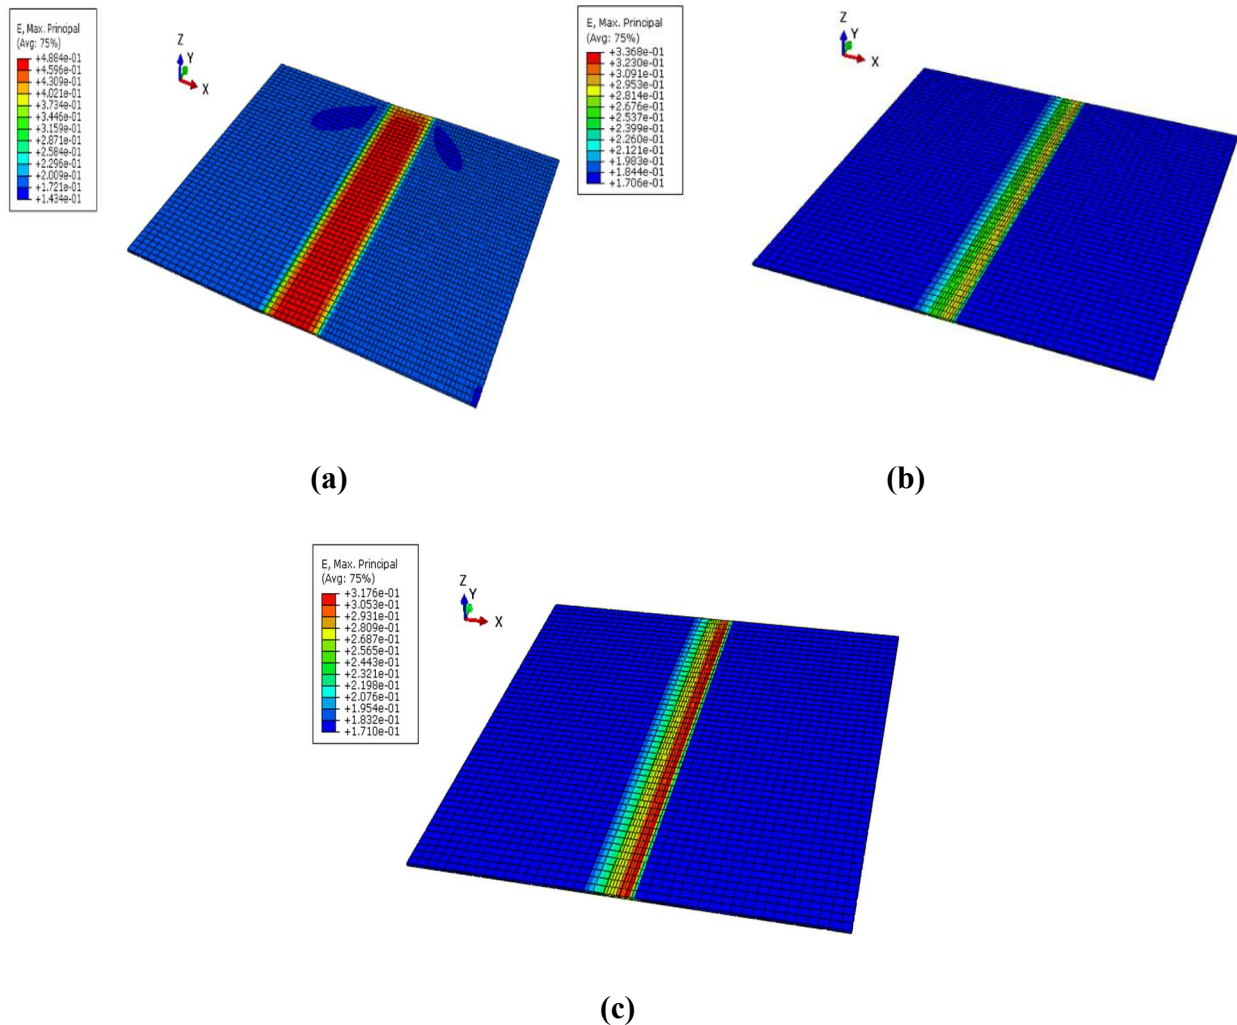 E, Max. Principal
(Avg: 75%)
+4.884e-01
+4.596e-01
+4.309e-01
+4.021e-01
+3.734e-01
+3.446e-01
+3.159e-01
+2.871e-01
+2.584e-01
+2.296e-01
+2.009e-01
+1.721e-01
+1.434e-01
Z
Y
X
(a)
E, Max. Principal
(Avg: 75%)
+3.368e-01
+3.230e-01
+3.091e-01
+2.953e-01
+2.814e-01
+2.676e-01
+2.537e-01
+2.399e-01
+2.260e-01
+2.121e-01
+1.983e-01
+1.844e-01
+1.706e-01
Z
Y
X
(b)
E, Max. Principal
(Avg: 75%)
+3.176e-01
+3.053e-01
+2.931e-01
+2.809e-01
+2.687e-01
+2.565e-01
+2.443e-01
+2.321e-01
+2.198e-01
+2.076e-01
+1.954e-01
+1.832e-01
+1.710e-01
Z
Y
X
(c)